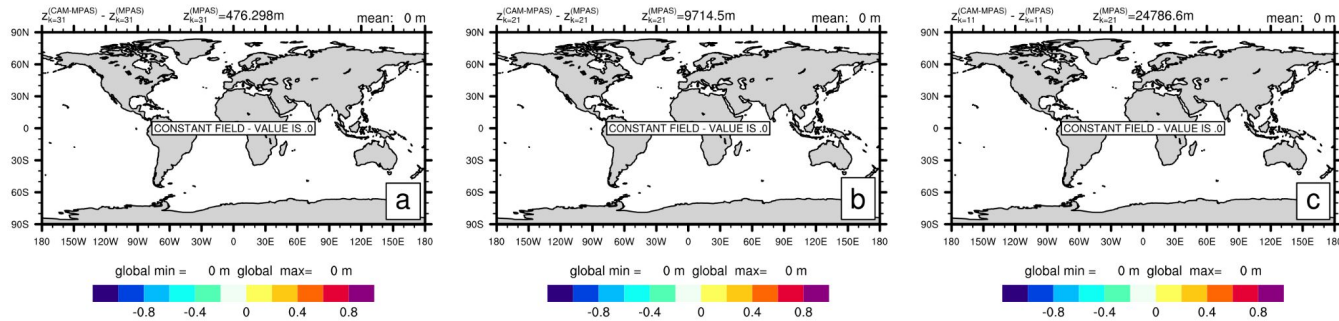 z_{k=31}^{(CAM-MPAS)} - z_{k=31}^{(MPAS)} z_{k=31}^{(MPAS)}=476.298m mean: 0 m
90N
60N
30N
0
30S
60S
90S
CONSTANT FIELD - VALUE IS .0
a
180 150W 120W 90W 60W 30W 0 30E 60E 90E 120E 150E 180
global min = 0 m global max= 0 m
-0.8 -0.4 0 0.4 0.8
z_{k=21}^{(CAM-MPAS)} - z_{k=21}^{(MPAS)} z_{k=21}^{(MPAS)}=9714.5m mean: 0 m
90N
60N
30N
0
30S
60S
90S
CONSTANT FIELD - VALUE IS .0
b
180 150W 120W 90W 60W 30W 0 30E 60E 90E 120E 150E 180
global min = 0 m global max= 0 m
-0.8 -0.4 0 0.4 0.8
z_{k=11}^{(CAM-MPAS)} - z_{k=11}^{(MPAS)} z_{k=21}^{(MPAS)}=24786.6m mean: 0 m
90N
60N
30N
0
30S
60S
90S
CONSTANT FIELD - VALUE IS .0
c
180 150W 120W 90W 60W 30W 0 30E 60E 90E 120E 150E 180
global min = 0 m global max= 0 m
-0.8 -0.4 0 0.4 0.8